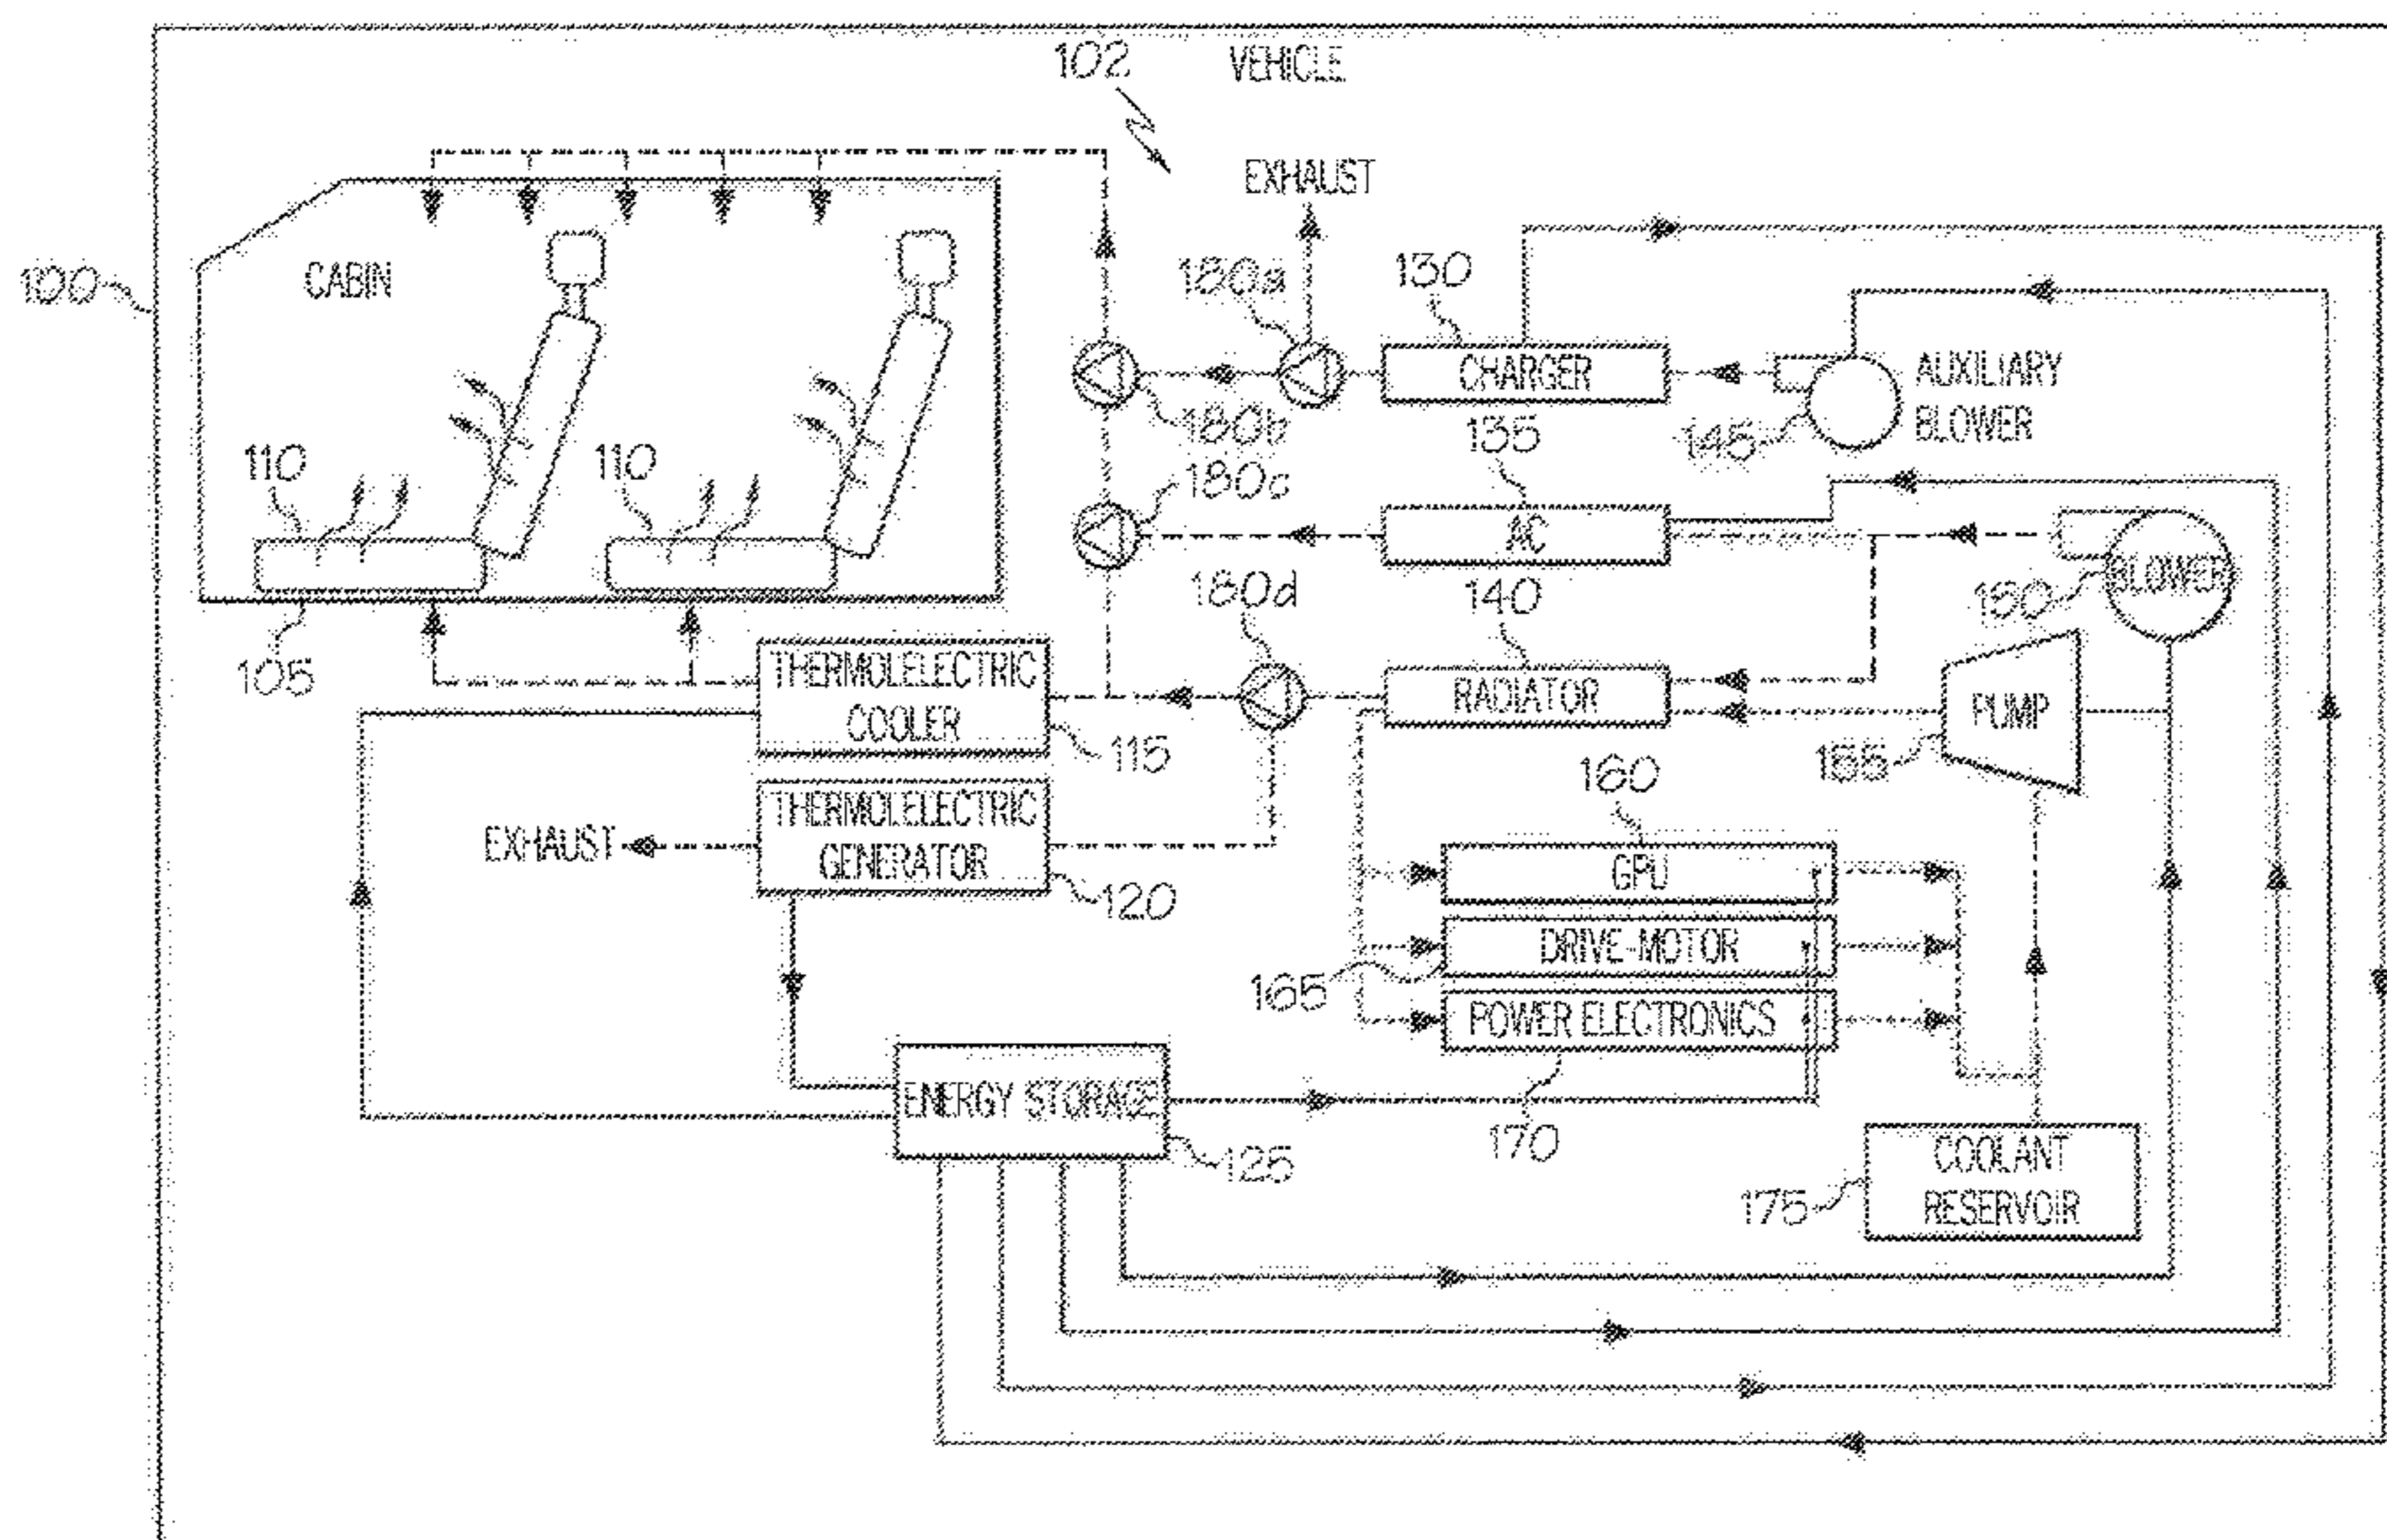 102
VEHICLE
EXHAUST
100
CABIN
180a
130
CHARGER
AUXILIARY
BLOWER
145
180b
135
110
110
180c
AC
180d
140
150
BLOWER
105
THERMOLELECTRIC
COOLER
115
RADIATOR
PUMP
155
THERMOLELECTRIC
GENERATOR
120
EXHAUST
160
GPU
DRIVE-MOTOR
165
POWER ELECTRONICS
170
ENERGY STORAGE
125
COOLANT
RESERVOIR
175